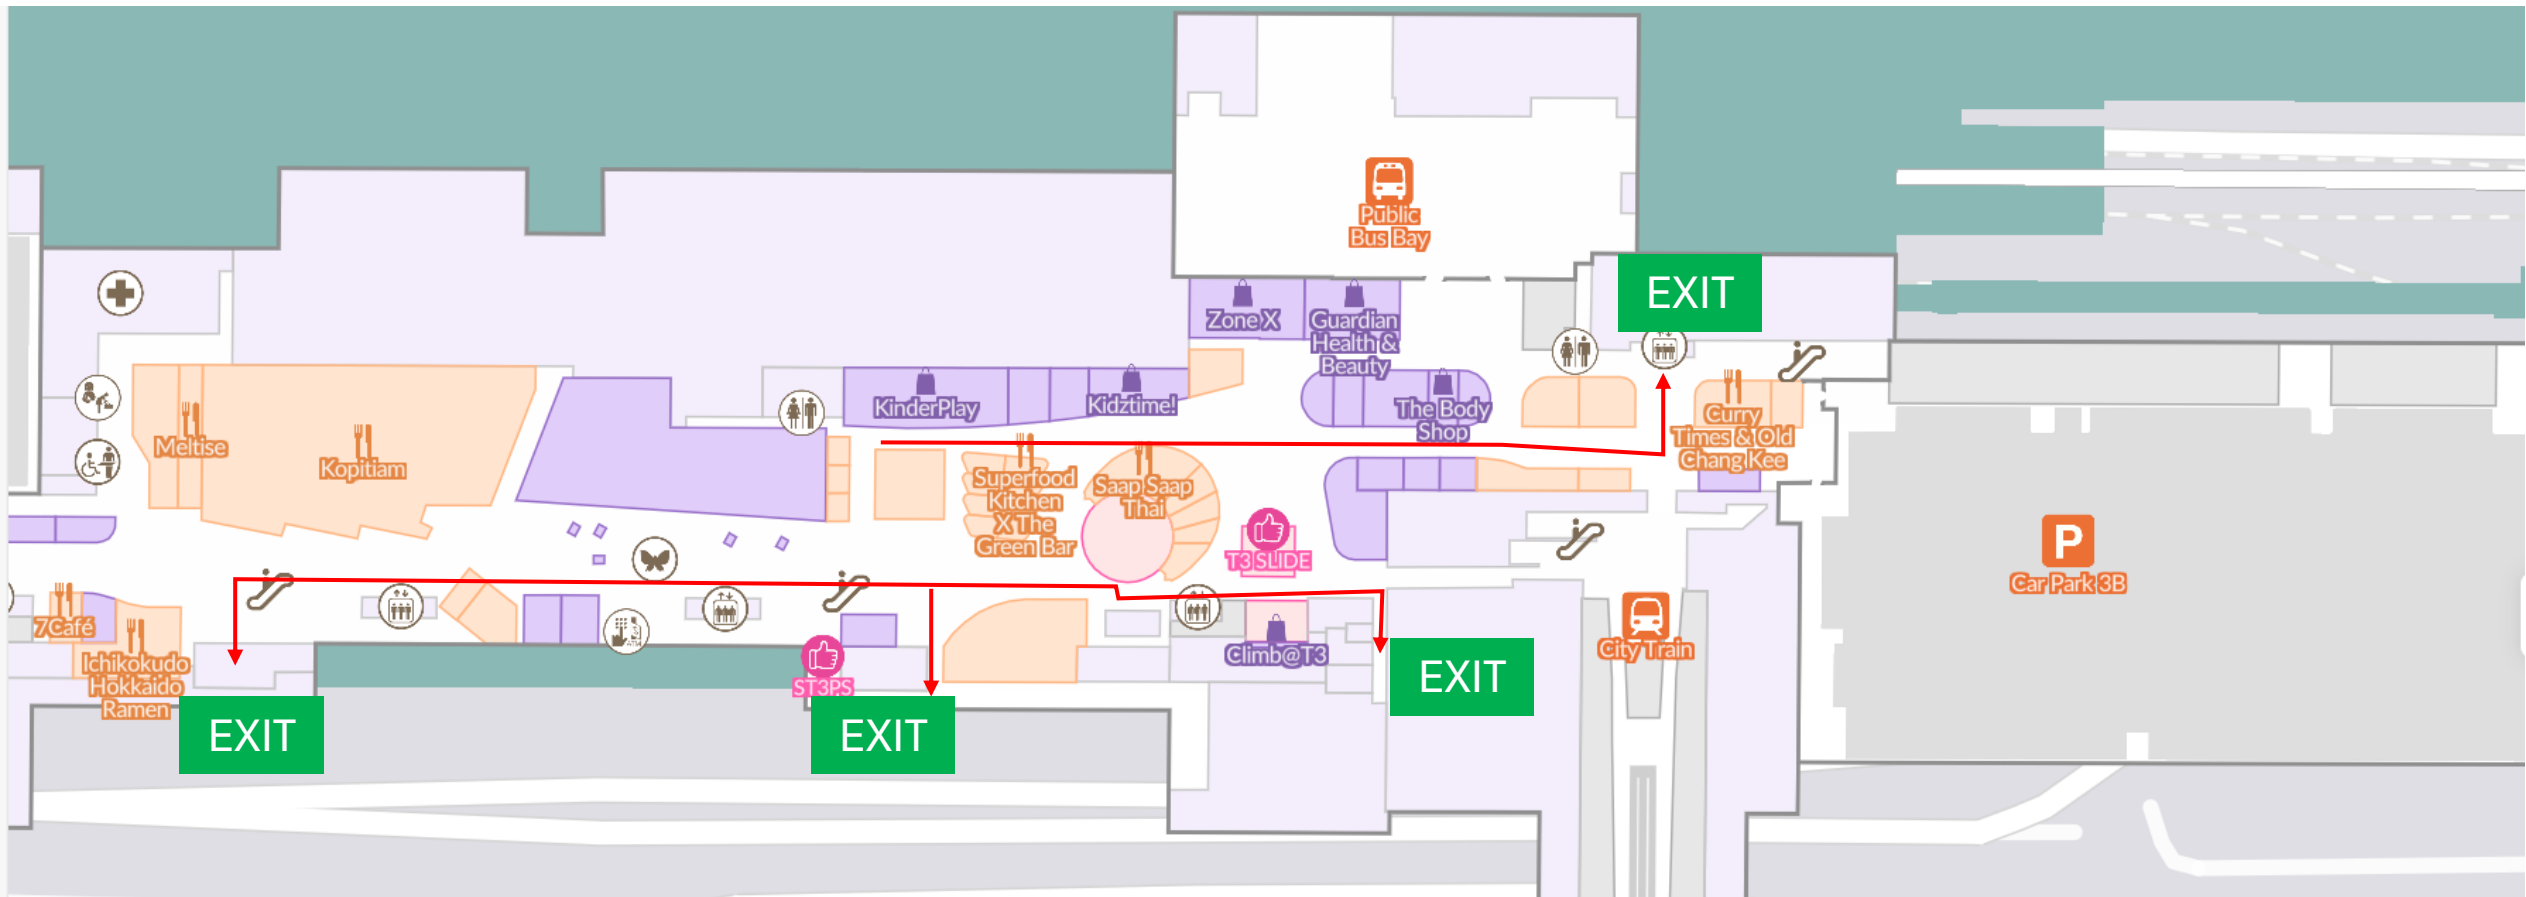 Public
Bus Bay
EXIT
Zone X
Guardian
Health &
Beauty
KinderPlay
Kidztime!
The Body
Shop
Meltise
Kopitiam
Curry
Times & Old
Chang Kee
Superfood
Kitchen
X The
Green Bar
Saap Saap
Thai
T3 SLIDE
P
Car Park 3B
7Café
Ichikokudo
Hokkaido
Ramen
ST3PS
Climb@T3
City Train
EXIT
EXIT
EXIT